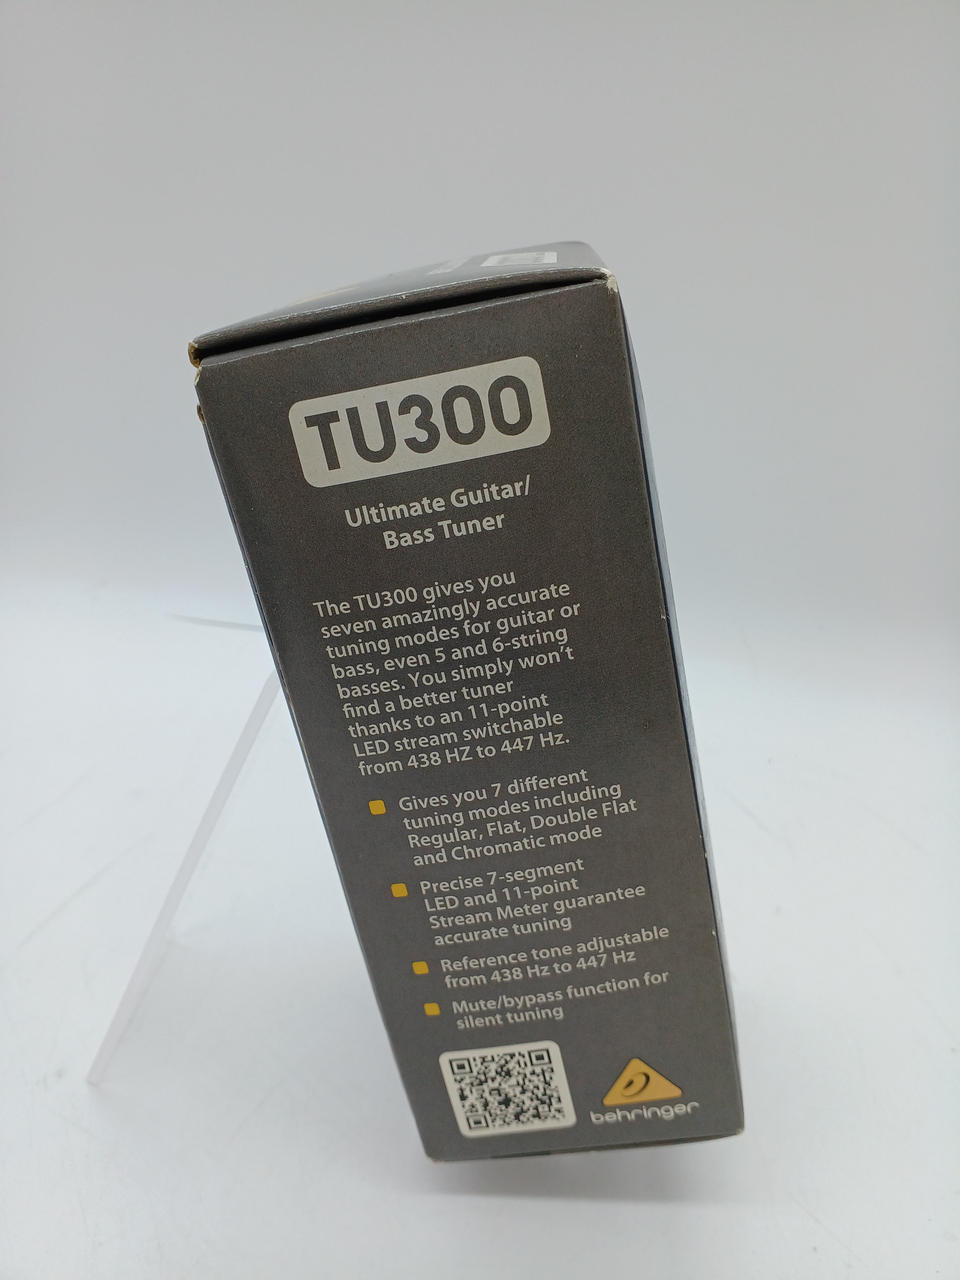 TU300
Ultimate Guitar/
Bass Tuner
The TU300 gives you
seven amazingly accurate
tuning modes for guitar or
bass, even 5 and 6-string
basses. You simply won't
find a better tuner
thanks to an 11-point
LED stream switchable
from 438 HZ to 447 Hz.
Gives you 7 different
tuning modes including
Regular, Flat, Double Flat
and Chromatic mode
Precise 7-segment
LED and 11-point
Stream Meter guarantee
accurate tuning
Reference tone adjustable
from 438 Hz to 447 Hz
Mute/bypass function for
silent tuning
behringer